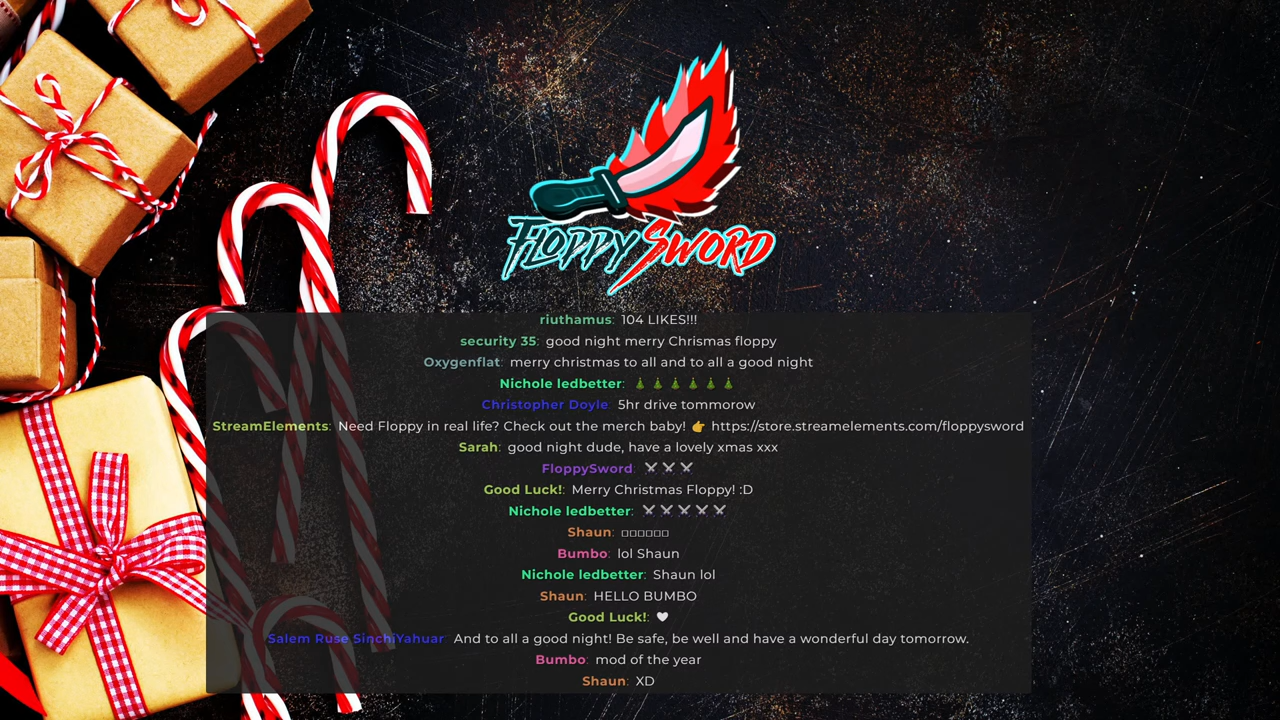 FLOPPY SWORD
riuthamus: 104 LIKES!!!
security 35: good night merry Chrismas floppy
Oxygenflat: merry christmas to all and to all a good night
Nichole ledbetter: 🎄 🎄 🎄 🎄 🎄 🎄
Christopher Doyle: 5hr drive tommorow
StreamElements: Need Floppy in real life? Check out the merch baby! 👉 https://store.streamelements.com/floppysword
Sarah: good night dude, have a lovely xmas xxx
FloppySword: ⚔ ⚔ ⚔
Good Luck!: Merry Christmas Floppy! :D
Nichole ledbetter: ⚔ ⚔ ⚔ ⚔ ⚔
Shaun: □□□□□□
Bumbo: lol Shaun
Nichole ledbetter: Shaun lol
Shaun: HELLO BUMBO
Good Luck!: 🤍
Salem Ruse SinchiYahuar: And to all a good night! Be safe, be well and have a wonderful day tomorrow.
Bumbo: mod of the year
Shaun: XD